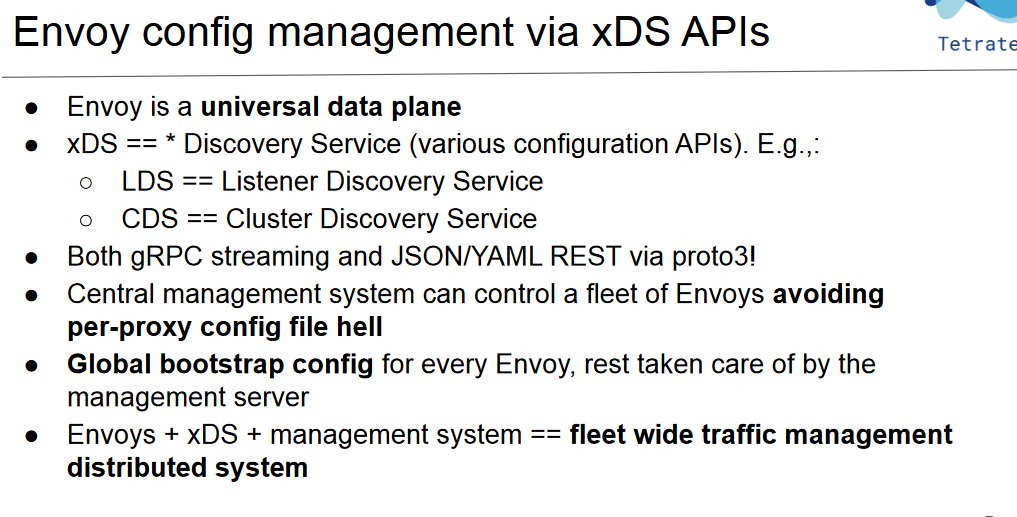 Envoy config management via xDS APIs
Tetrate
● Envoy is a universal data plane
● xDS == * Discovery Service (various configuration APIs). E.g.,:
○ LDS == Listener Discovery Service
○ CDS == Cluster Discovery Service
● Both gRPC streaming and JSON/YAML REST via proto3!
● Central management system can control a fleet of Envoys avoiding
per-proxy config file hell
● Global bootstrap config for every Envoy, rest taken care of by the
management server
● Envoys + xDS + management system == fleet wide traffic management
distributed system